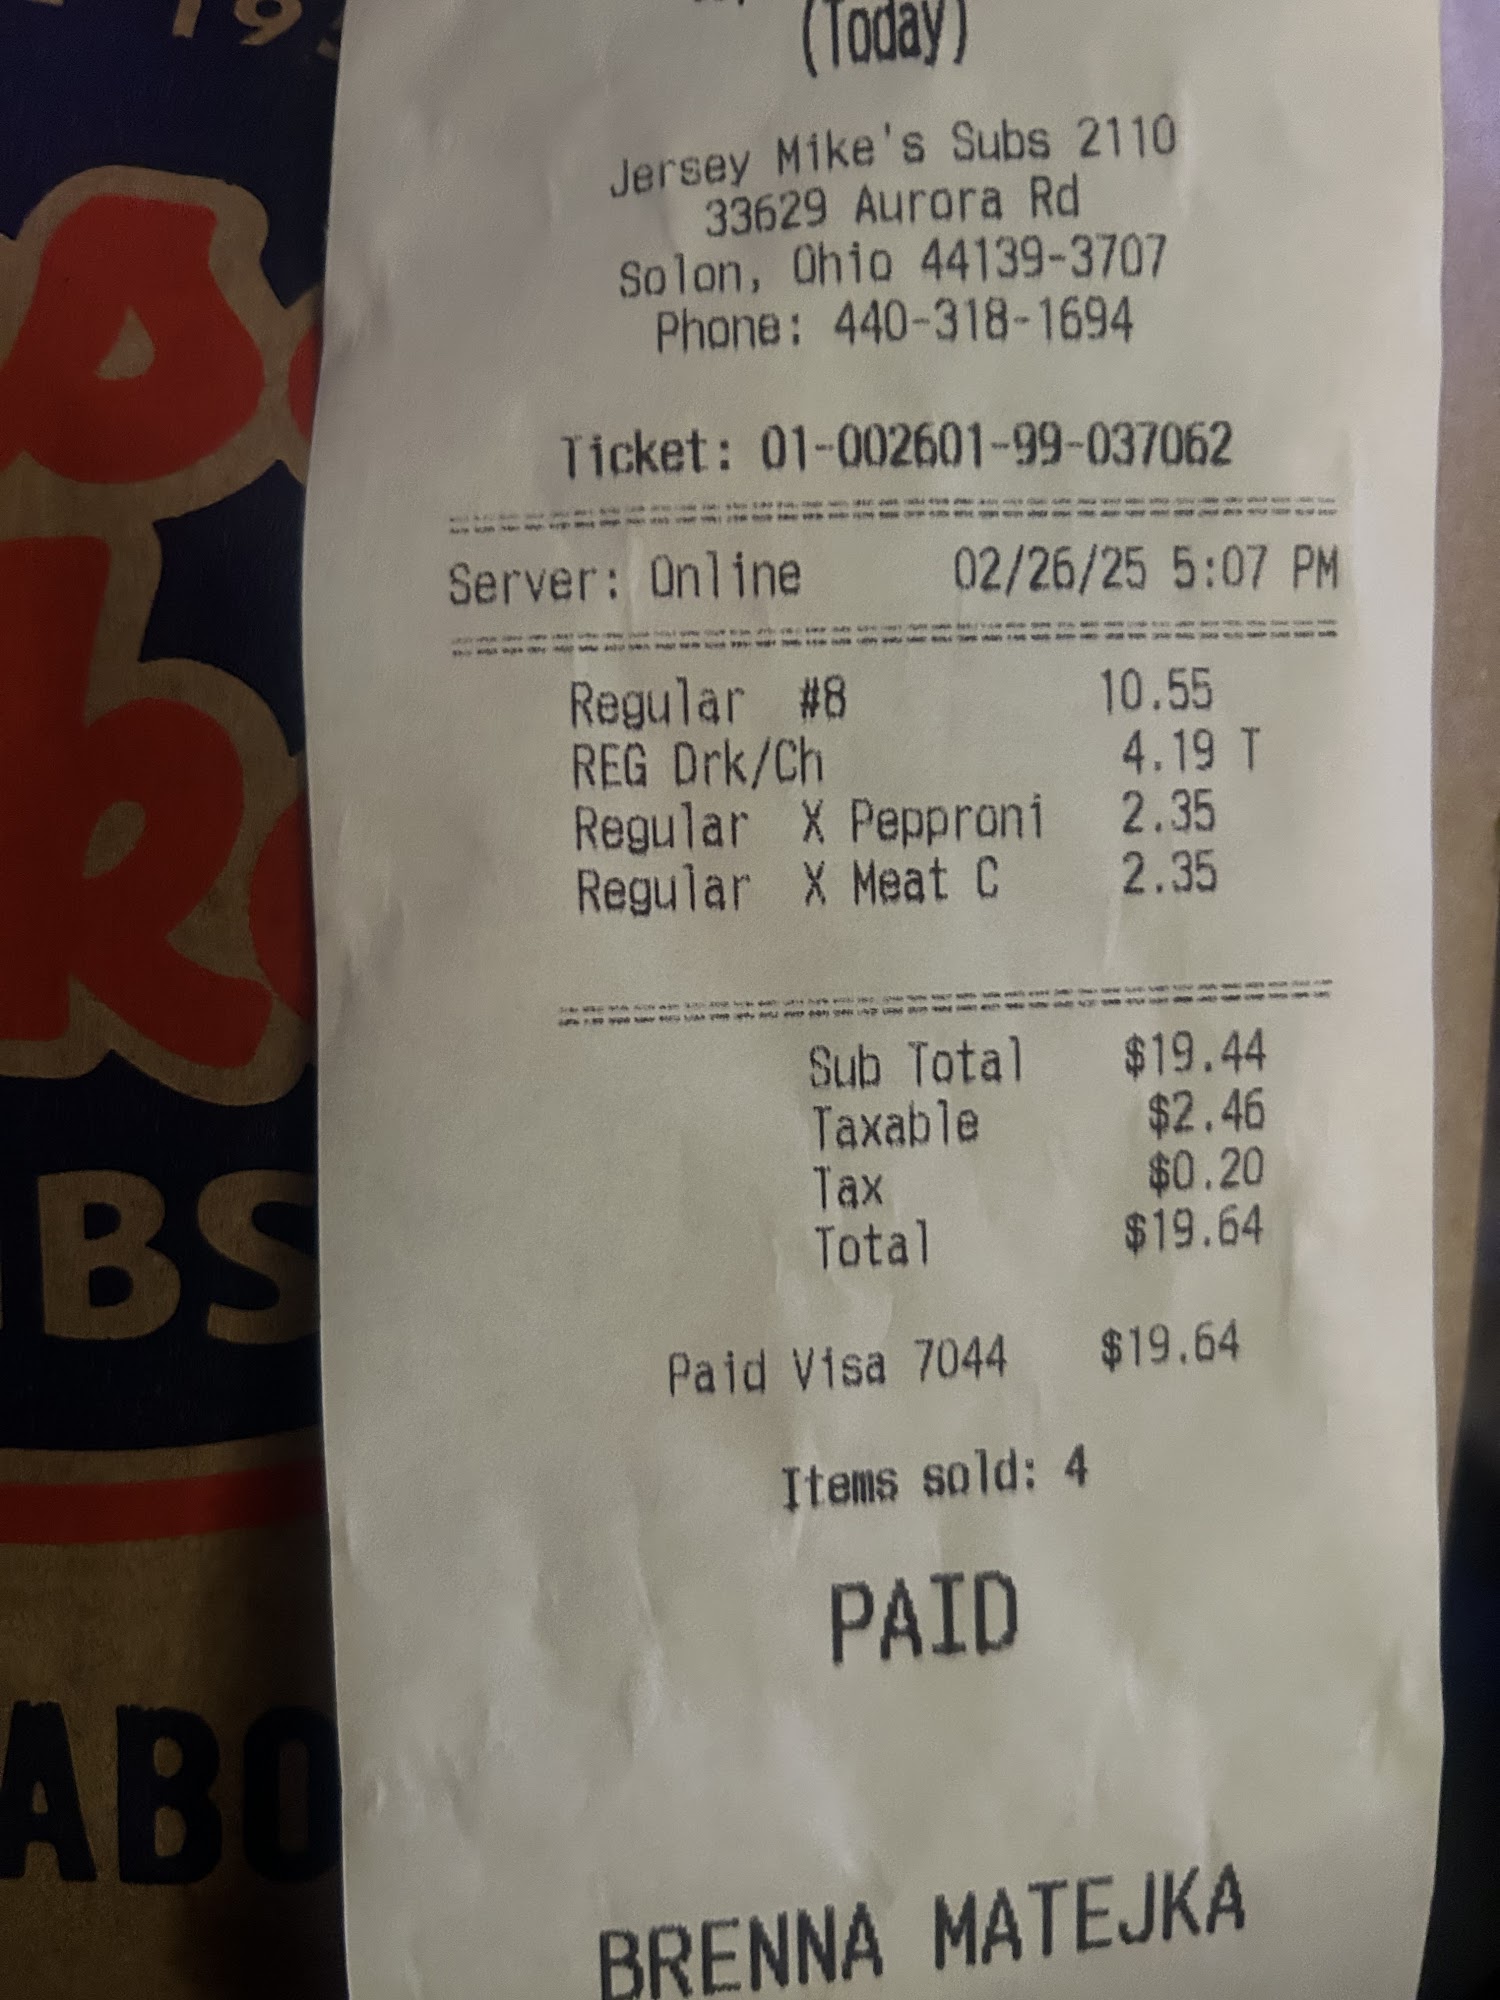 195
(Today)
Jersey Mike's Subs 2110
33629 Aurora Rd
Solon, Ohio 44139-3707
Phone: 440-318-1694
Ticket: 01-002601-99-037062
Server: Online 02/26/25 5:07 PM
Regular #8 10.55
REG Drk/Ch 4.19 T
Regular X Pepproni 2.35
Regular X Meat C 2.35
Sub Total $19.44
Taxable $2.46
Tax $0.20
Total $19.64
Paid Visa 7044 $19.64
Items sold: 4
PAID
BRENNA MATEJKA
BS
ABO